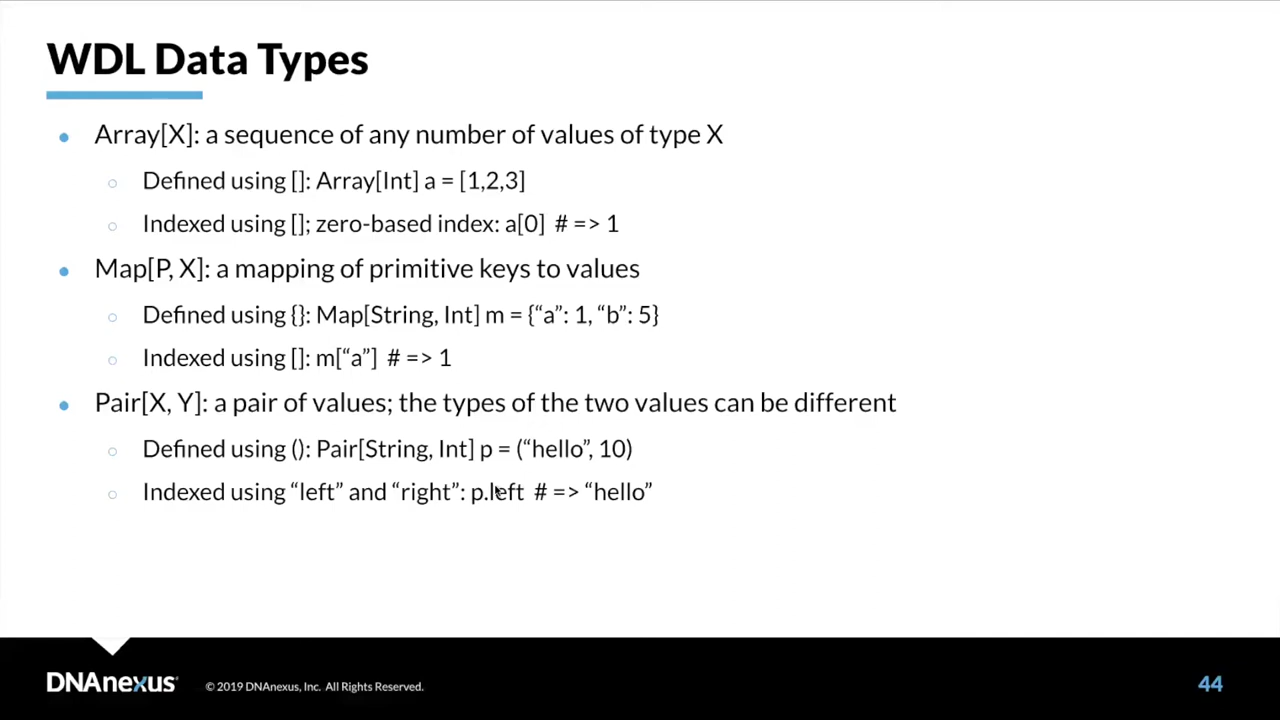 WDL Data Types
• Array[X]: a sequence of any number of values of type X
○ Defined using []: Array[Int] a = [1,2,3]
○ Indexed using []; zero-based index: a[0] # => 1
• Map[P, X]: a mapping of primitive keys to values
○ Defined using {}: Map[String, Int] m = {“a”: 1, “b”: 5}
○ Indexed using []: m[“a”] # => 1
• Pair[X, Y]: a pair of values; the types of the two values can be different
○ Defined using (): Pair[String, Int] p = (“hello”, 10)
○ Indexed using “left” and “right”: p.left # => “hello”
DNAnexus © 2019 DNAnexus, Inc. All Rights Reserved. 44